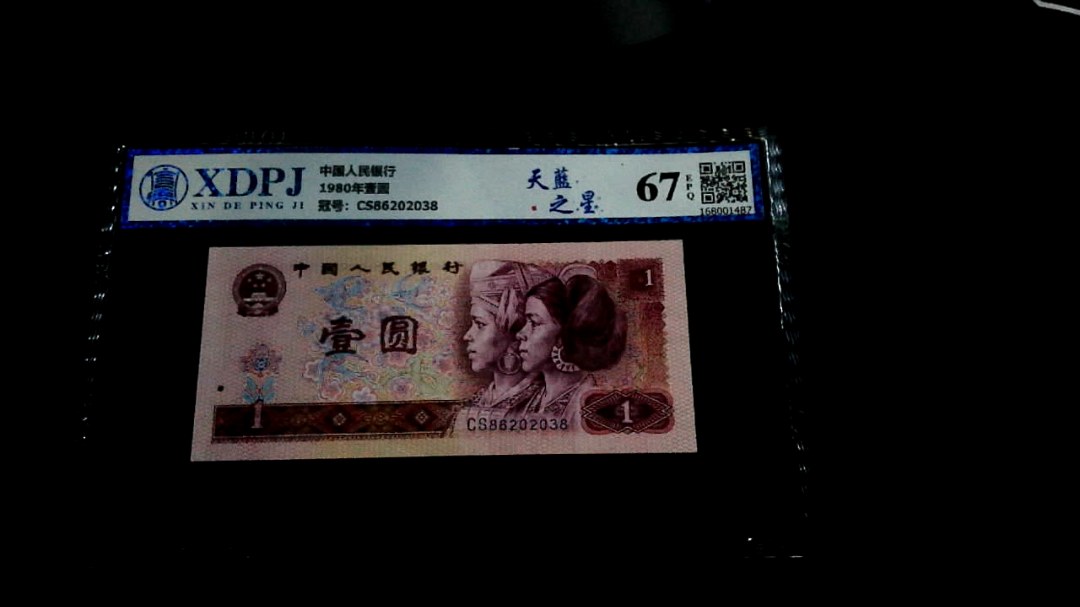 XDPJ
XIN DE PING JI
中国人民银行
1980年壹圆
冠号: CS86202038
天蓝
之星
67
EPQ
168001487
中国人民银行
1
壹圆
1
CS86202038
1